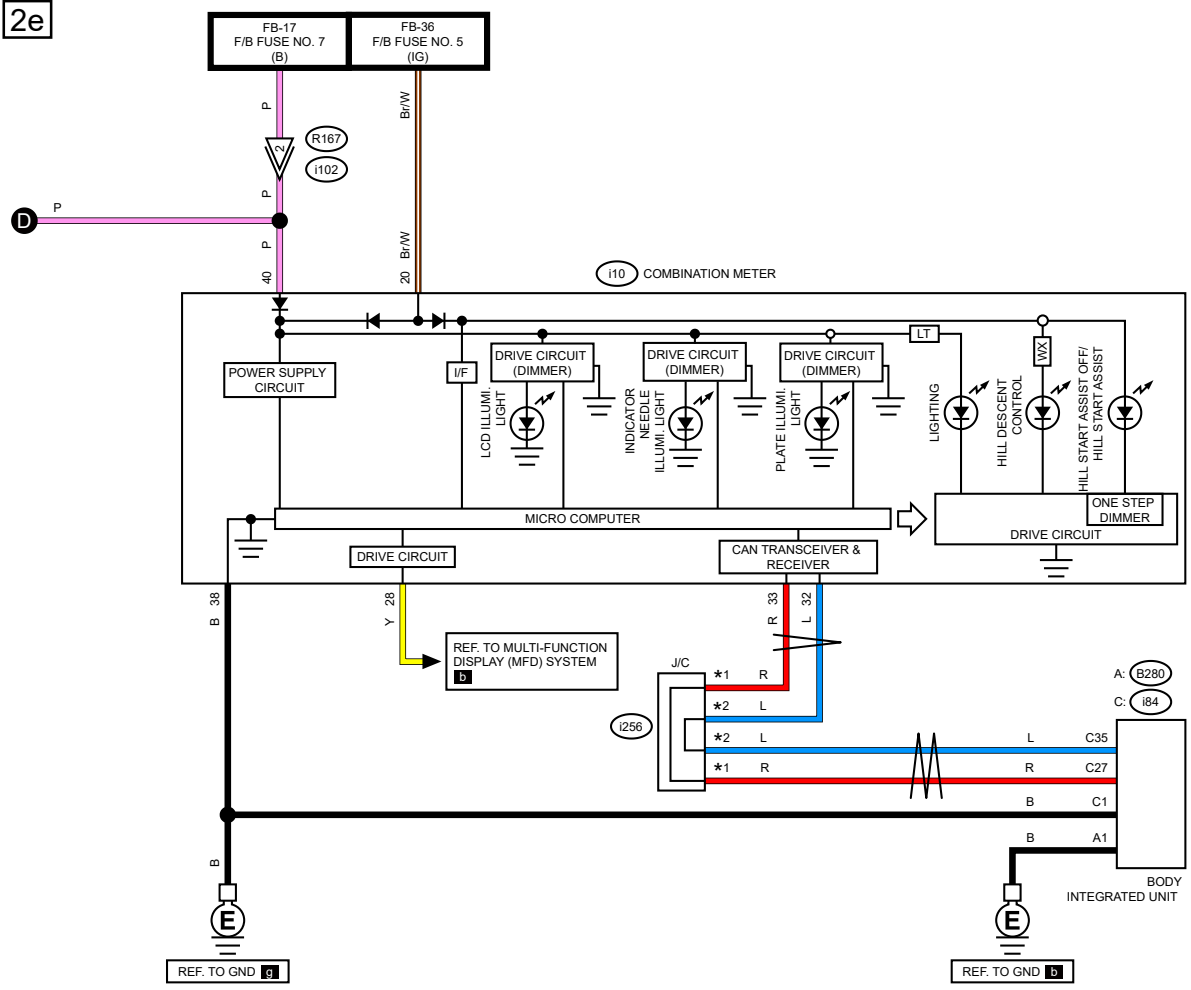 2e
FB-17
F/B FUSE NO. 7
(B)
FB-36
F/B FUSE NO. 5
(IG)
P
Br/W
2
R167
i102
P
D
P
P
Br/W
40
20
i10 COMBINATION METER
LT
WX
POWER SUPPLY
CIRCUIT
I/F
DRIVE CIRCUIT
(DIMMER)
DRIVE CIRCUIT
(DIMMER)
DRIVE CIRCUIT
(DIMMER)
LCD ILLUMI.
LIGHT
INDICATOR
NEEDLE
ILLUMI. LIGHT
PLATE ILLUMI.
LIGHT
LIGHTING
HILL DESCENT
CONTROL
HILL START ASSIST OFF/
HILL START ASSIST
MICRO COMPUTER
ONE STEP
DIMMER
DRIVE CIRCUIT
DRIVE CIRCUIT
CAN TRANSCEIVER &
RECEIVER
38
B
28
Y
33
R
32
L
REF. TO MULTI-FUNCTION
DISPLAY (MFD) SYSTEM
b
J/C
i256
*1 R
*2 L
*2 L
*1 R
A: B280
C: i84
L C35
R C27
B C1
B A1
BODY
INTEGRATED UNIT
B
E
E
REF. TO GND g
REF. TO GND b